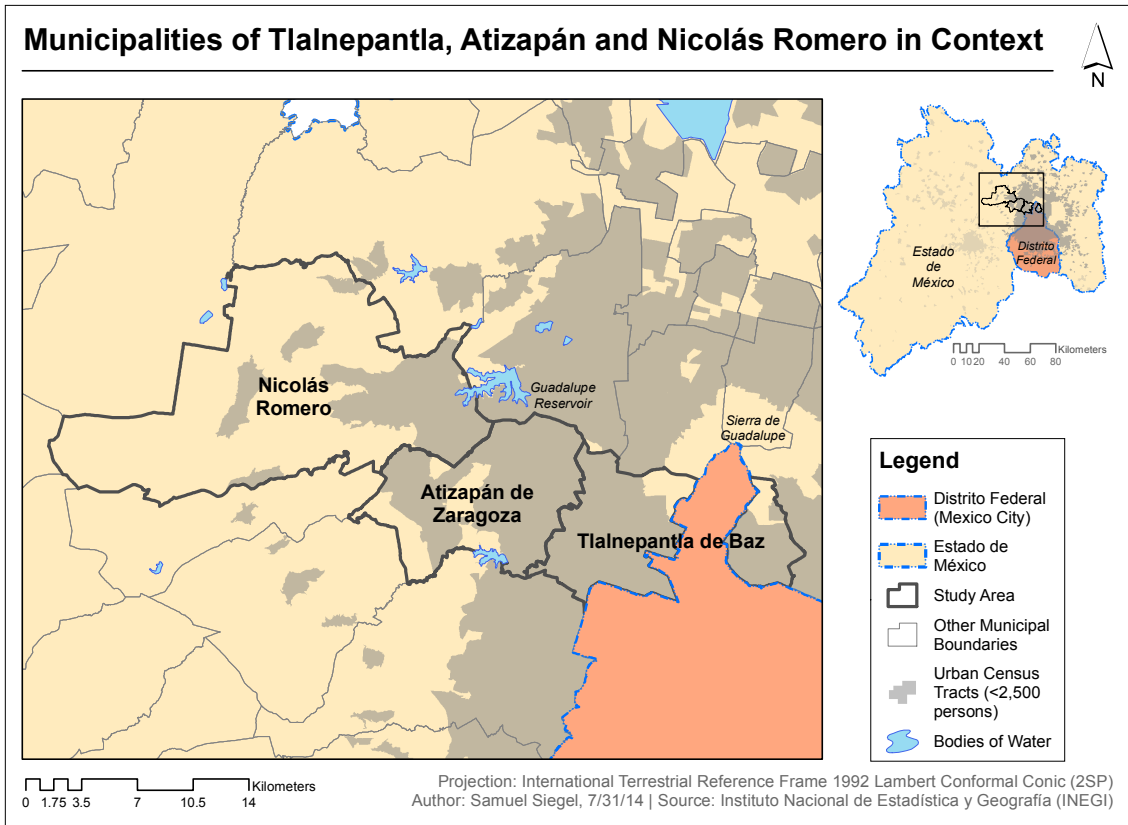 Municipalities of Tlalnepantla, Atizapán and Nicolás Romero in Context
N
Nicolás
Romero
Guadalupe
Reservoir
Sierra de
Guadalupe
Atizapán de
Zaragoza
Tlalnepantla de Baz
Estado
de
México
Distrito
Federal
Kilometers
0 10 20 40 60 80
Legend
Distrito Federal
(Mexico City)
Estado de
México
Study Area
Other Municipal
Boundaries
Urban Census
Tracts (<2,500
persons)
Bodies of Water
Kilometers
0 1.75 3.5 7 10.5 14
Projection: International Terrestrial Reference Frame 1992 Lambert Conformal Conic (2SP)
Author: Samuel Siegel, 7/31/14 | Source: Instituto Nacional de Estadística y Geografía (INEGI)